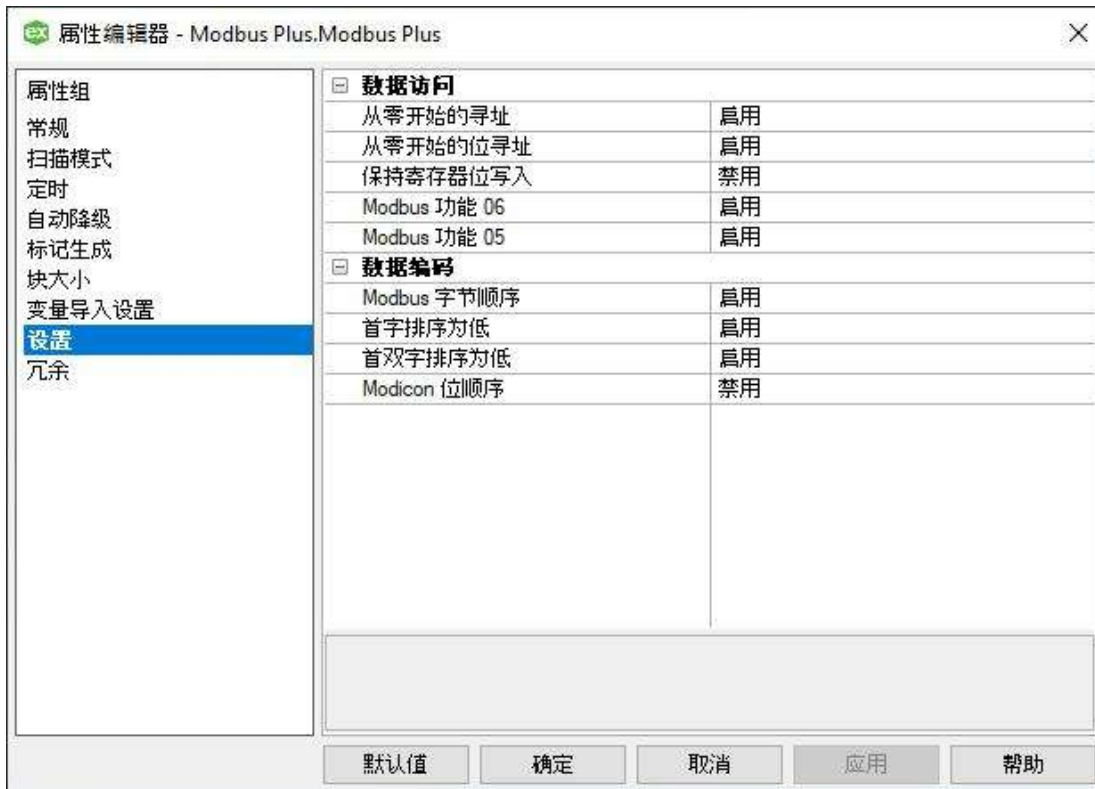 ex 属性编辑器 - Modbus Plus.Modbus Plus
属性组
常规
扫描模式
定时
自动降级
标记生成
块大小
变量导入设置
设置
冗余
数据访问
从零开始的寻址 启用
从零开始的位寻址 启用
保持寄存器位写入 禁用
Modbus 功能 06 启用
Modbus 功能 05 启用
数据编码
Modbus 字节顺序 启用
首字排序为低 启用
首双字排序为低 启用
Modicon 位顺序 禁用
默认值 确定 取消 应用 帮助